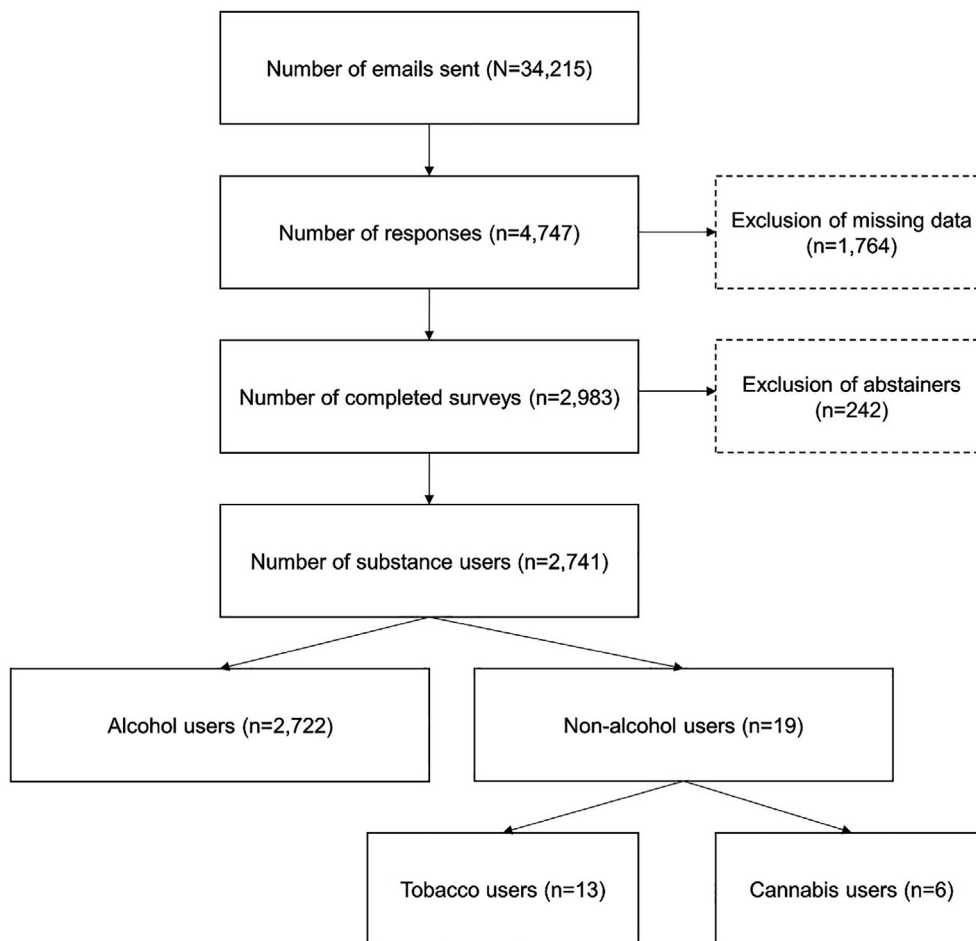 Number of emails sent (N=34,215)
Number of responses (n=4,747)
Exclusion of missing data
(n=1,764)
Number of completed surveys (n=2,983)
Exclusion of abstainers
(n=242)
Number of substance users (n=2,741)
Alcohol users (n=2,722)
Non-alcohol users (n=19)
Tobacco users (n=13)
Cannabis users (n=6)